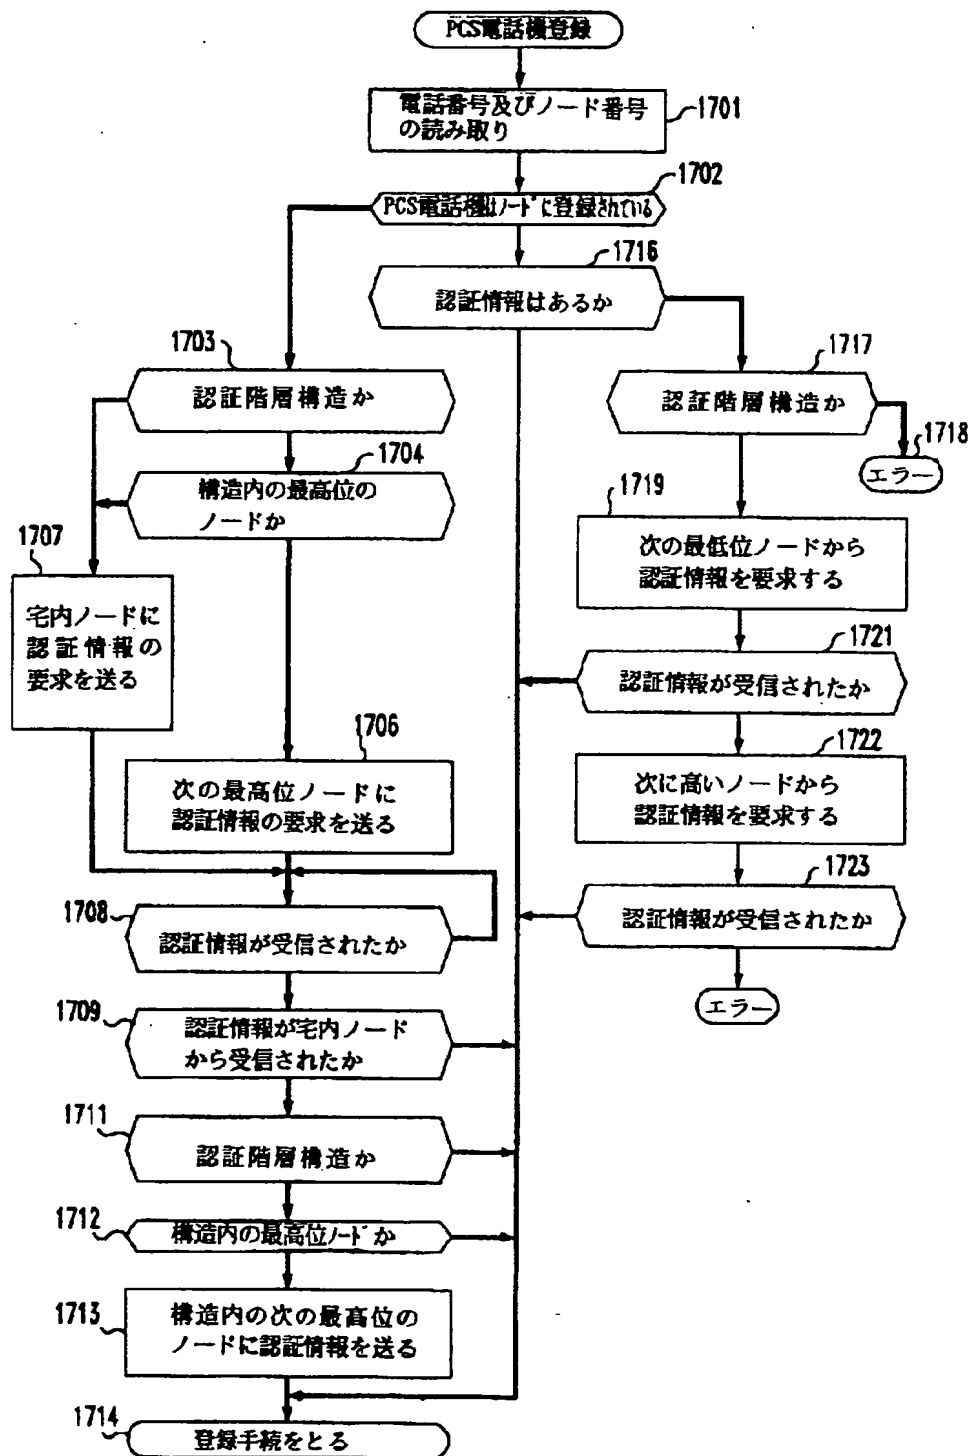 PCS電話機登録
電話番号及びノード番号
の読み取り
1701
1702
PCS電話機はノードに登録されている
1716
認証情報はあるか
1703
認証階層構造か
1717
認証階層構造か
1718
エラー
1704
構造内の最高位の
ノードか
1719
次の最低位ノードから
認証情報を要求する
1707
宅内ノードに
認証情報の
要求を送る
1721
認証情報が受信されたか
1706
次の最高位ノードに
認証情報の要求を送る
1722
次に高いノードから
認証情報を要求する
1723
認証情報が受信されたか
エラー
1708
認証情報が受信されたか
1709
認証情報が宅内ノード
から受信されたか
1711
認証階層構造か
1712
構造内の最高位ノードか
1713
構造内の次の最高位の
ノードに認証情報を送る
1714
登録手続をとる